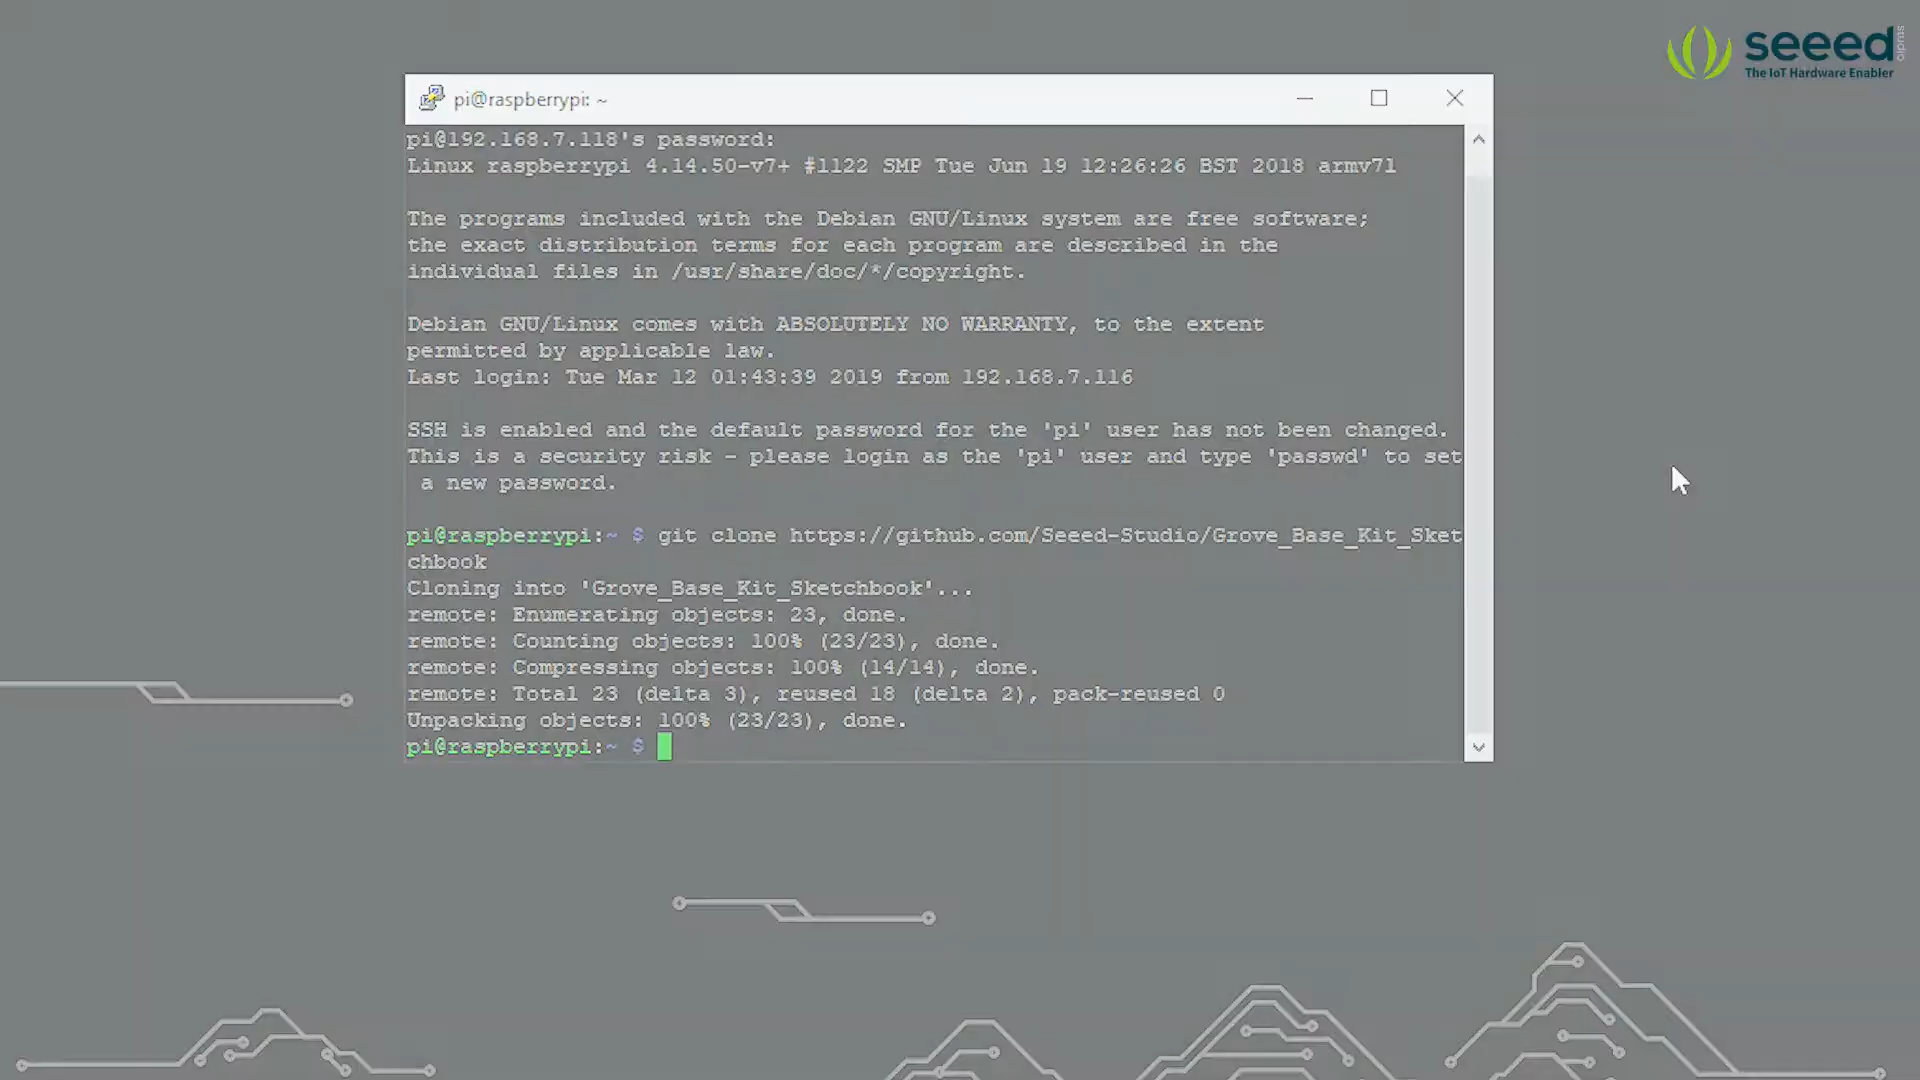 seeed studio
The IoT Hardware Enabler
pi@raspberrypi: ~
pi@192.168.7.118's password:
Linux raspberrypi 4.14.50-v7+ #1122 SMP Tue Jun 19 12:26:26 BST 2018 armv7l
The programs included with the Debian GNU/Linux system are free software;
the exact distribution terms for each program are described in the
individual files in /usr/share/doc/*/copyright.
Debian GNU/Linux comes with ABSOLUTELY NO WARRANTY, to the extent
permitted by applicable law.
Last login: Tue Mar 12 01:43:39 2019 from 192.168.7.116
SSH is enabled and the default password for the 'pi' user has not been changed.
This is a security risk - please login as the 'pi' user and type 'passwd' to set
a new password.
pi@raspberrypi:~ $ git clone https://github.com/Seeed-Studio/Grove_Base_Kit_Sket
chbook
Cloning into 'Grove_Base_Kit_Sketchbook'...
remote: Enumerating objects: 23, done.
remote: Counting objects: 100% (23/23), done.
remote: Compressing objects: 100% (14/14), done.
remote: Total 23 (delta 3), reused 18 (delta 2), pack-reused 0
Unpacking objects: 100% (23/23), done.
pi@raspberrypi:~ $